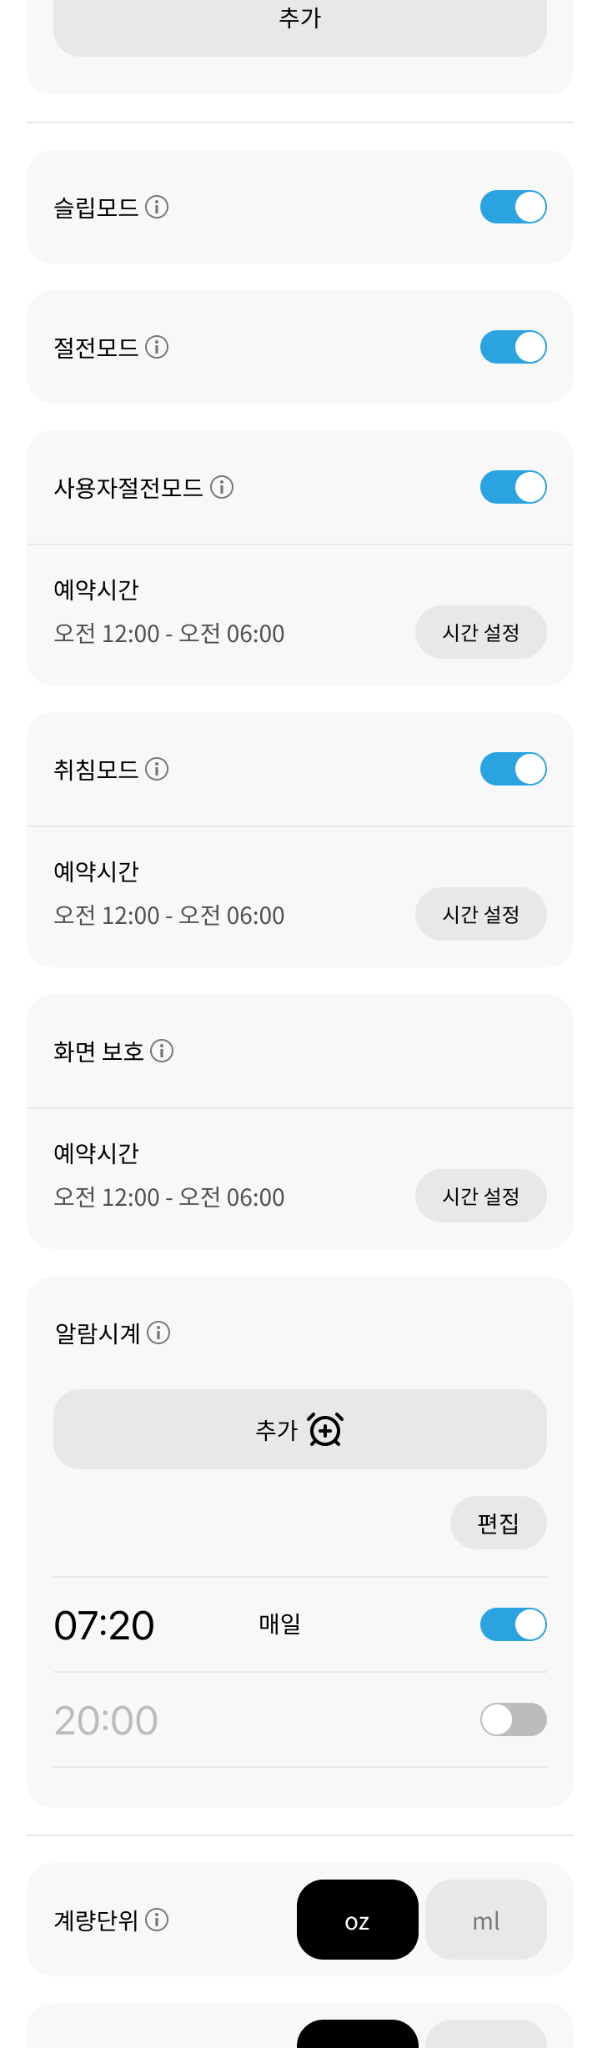 추가
슬립모드
절전모드
사용자절전모드
예약시간
오전 12:00 - 오전 06:00
시간 설정
취침모드
예약시간
오전 12:00 - 오전 06:00
시간 설정
화면 보호
예약시간
오전 12:00 - 오전 06:00
시간 설정
알람시계
추가
편집
07:20 매일
20:00
계량단위 oz ml